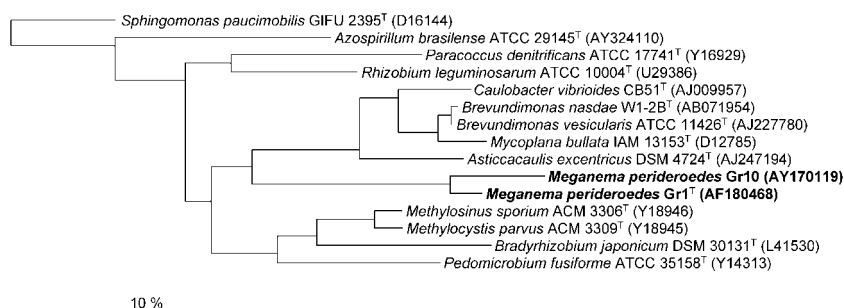 Sphingomonas paucimobilis GIFU 2395ᵀ (D16144)
Azospirillum brasilense ATCC 29145ᵀ (AY324110)
Paracoccus denitrificans ATCC 17741ᵀ (Y16929)
Rhizobium leguminosarum ATCC 10004ᵀ (U29386)
Caulobacter vibrioides CB51ᵀ (AJ009957)
Brevundimonas nasdae W1-2Bᵀ (AB071954)
Brevundimonas vesicularis ATCC 11426ᵀ (AJ227780)
Mycoplana bullata IAM 13153ᵀ (D12785)
Asticcacaulis excentricus DSM 4724ᵀ (AJ247194)
Meganema perideroedes Gr10 (AY170119)
Meganema perideroedes Gr1ᵀ (AF180468)
Methylosinus sporium ACM 3306ᵀ (Y18946)
Methylocystis parvus ACM 3309ᵀ (Y18945)
Bradyrhizobium japonicum DSM 30131ᵀ (L41530)
Pedomicrobium fusiforme ATCC 35158ᵀ (Y14313)
10 %